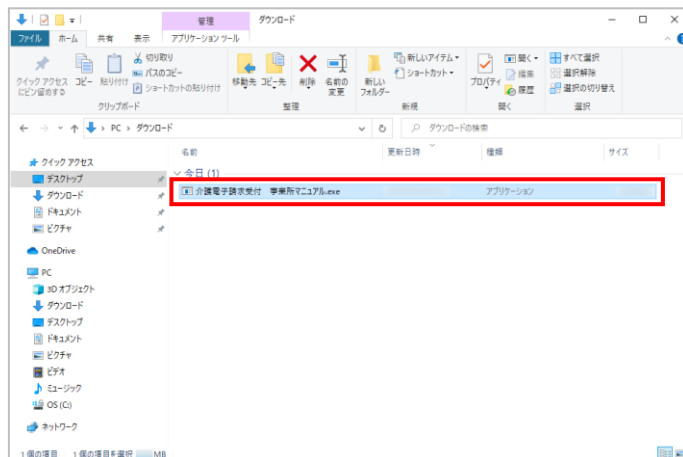 管理
ダウンロード
ファイル ホーム 共有 表示 アプリケーション ツール
クイック アクセスにピン留めする
コピー
貼り付け
切り取り
パスのコピー
ショートカットの貼り付け
クリップボード
移動先 コピー先 削除 名前の変更
整理
新しいフォルダー
新しいアイテム
ショートカット
新規
プロパティ
開く
編集
履歴
開く
すべて選択
選択解除
選択の切り替え
選択
PC > ダウンロード
ダウンロードの検索
名前 更新日時 種類 サイズ
今日 (1)
介護電子請求受付 事業所マニュアル.exe アプリケーション
クイック アクセス
デスクトップ
ダウンロード
ドキュメント
ピクチャ
OneDrive
PC
3D オブジェクト
ダウンロード
デスクトップ
ドキュメント
ピクチャ
ビデオ
ミュージック
OS (C:)
ネットワーク
1 個の項目 1 個の項目を選択 MB